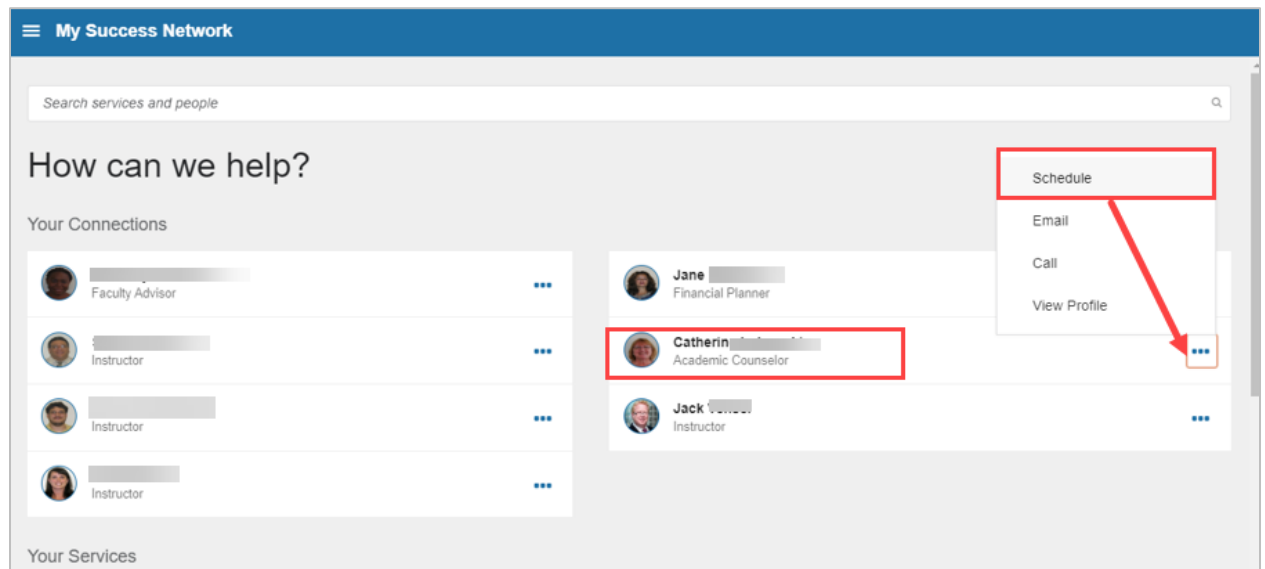 My Success Network
Search services and people
How can we help?
Your Connections
Faculty Advisor
Instructor
Instructor
Instructor
Jane
Financial Planner
Academic Counselor
Jack
Instructor
Schedule
Email
Call
View Profile
Your Services